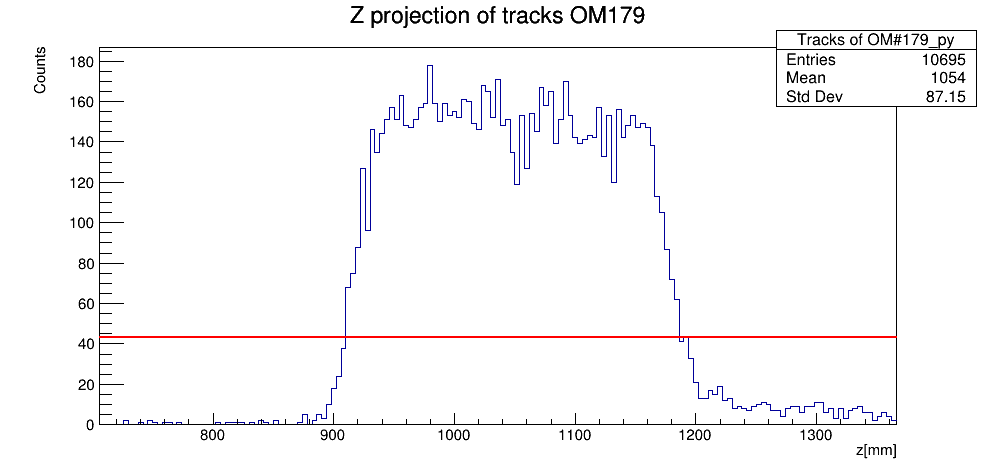 Z projection of tracks OM179
Tracks of OM#179_py
Entries 10695
Mean 1054
Std Dev 87.15
Counts
180
160
140
120
100
80
60
40
20
0
800 900 1000 1100 1200 1300
z[mm]